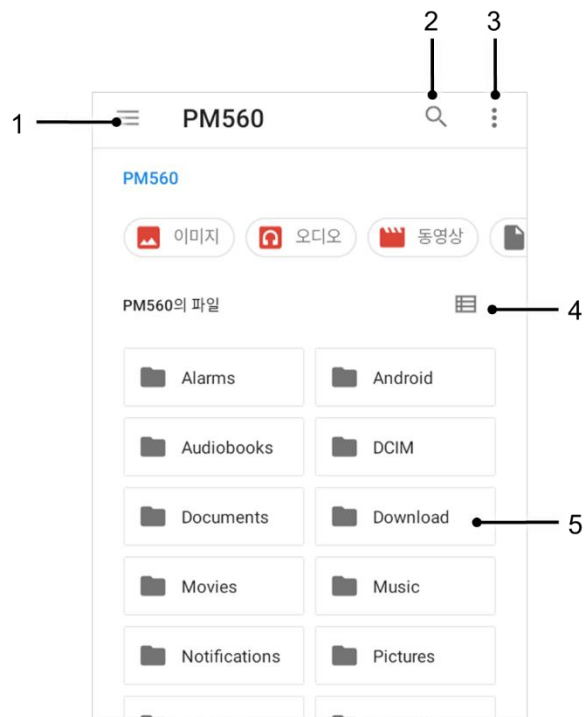 2 3
1 PM560
PM560
이미지 오디오 동영상
PM560의 파일 4
Alarms Android
Audiobooks DCIM
Documents Download 5
Movies Music
Notifications Pictures